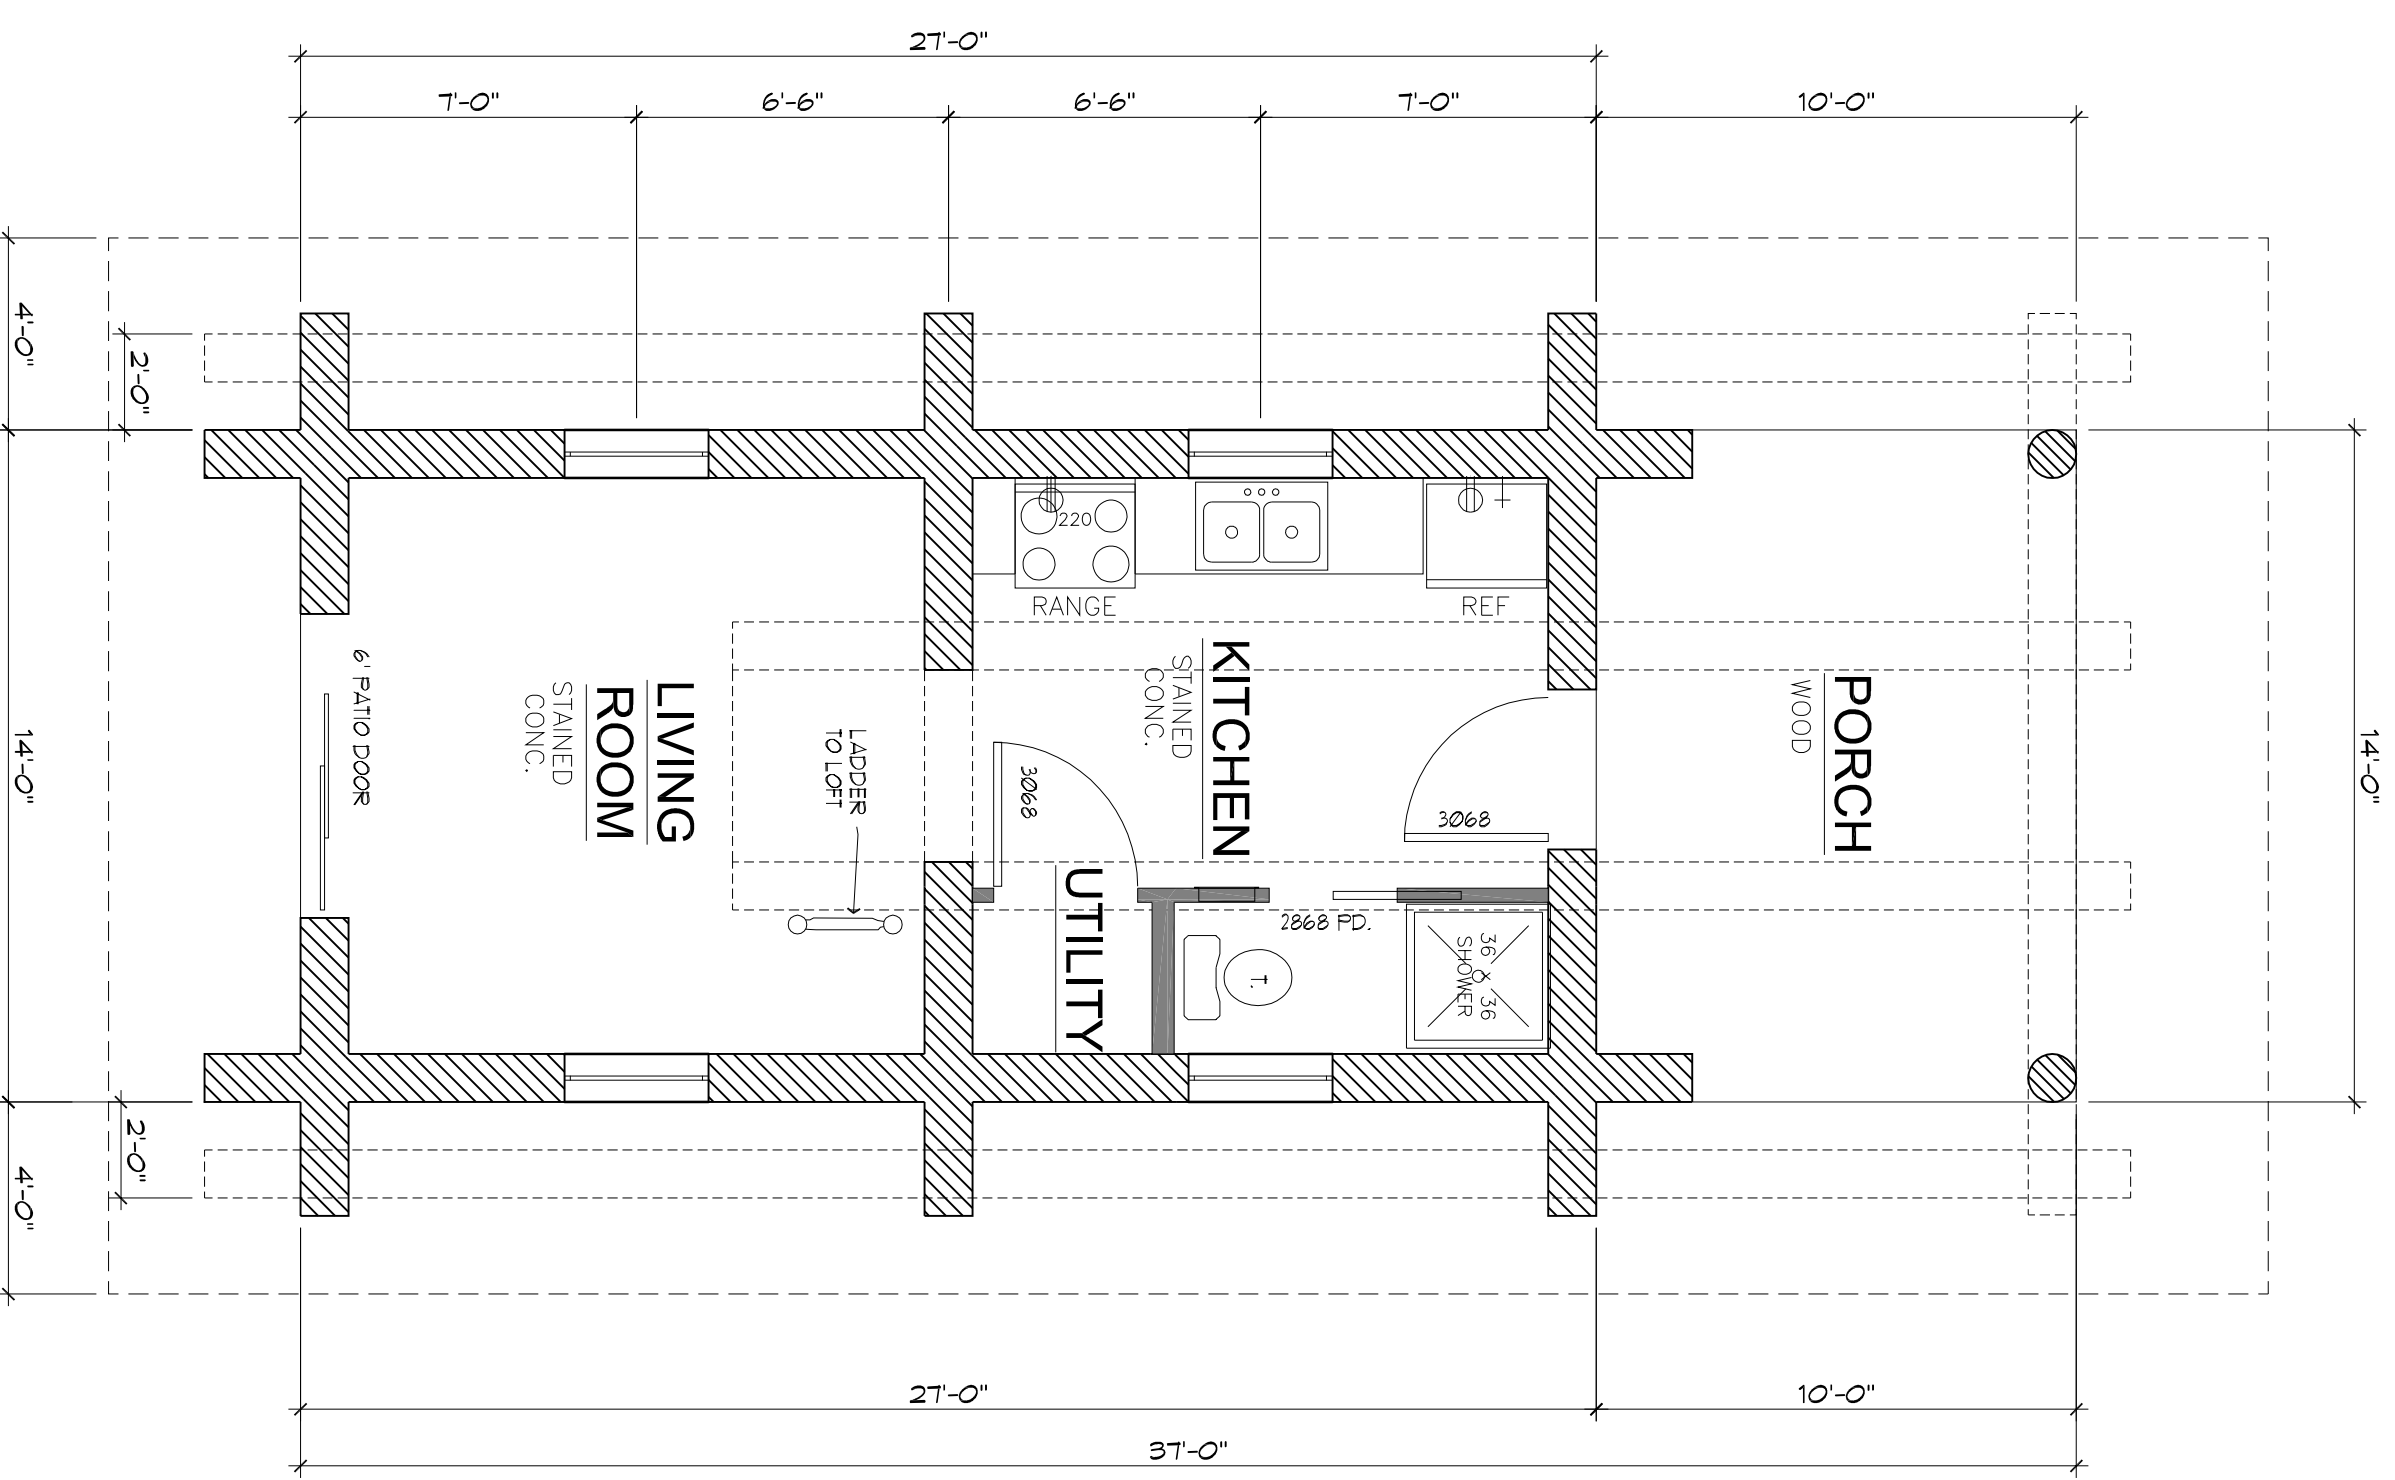 27'-0"
7'-0"
6'-6"
6'-6"
7'-0"
10'-0"
4'-0"
2'-0"
14'-0"
2'-0"
4'-0"
14'-0"
220
RANGE
REF
6' PATIO DOOR
LIVING
ROOM
STAINED
CONC.
LADDER
TO LOFT
3068
KITCHEN
STAINED
CONC.
3068
PORCH
WOOD
UTILITY
2868 PD.
T.
36 x 36
SHOWER
27'-0"
10'-0"
37'-0"